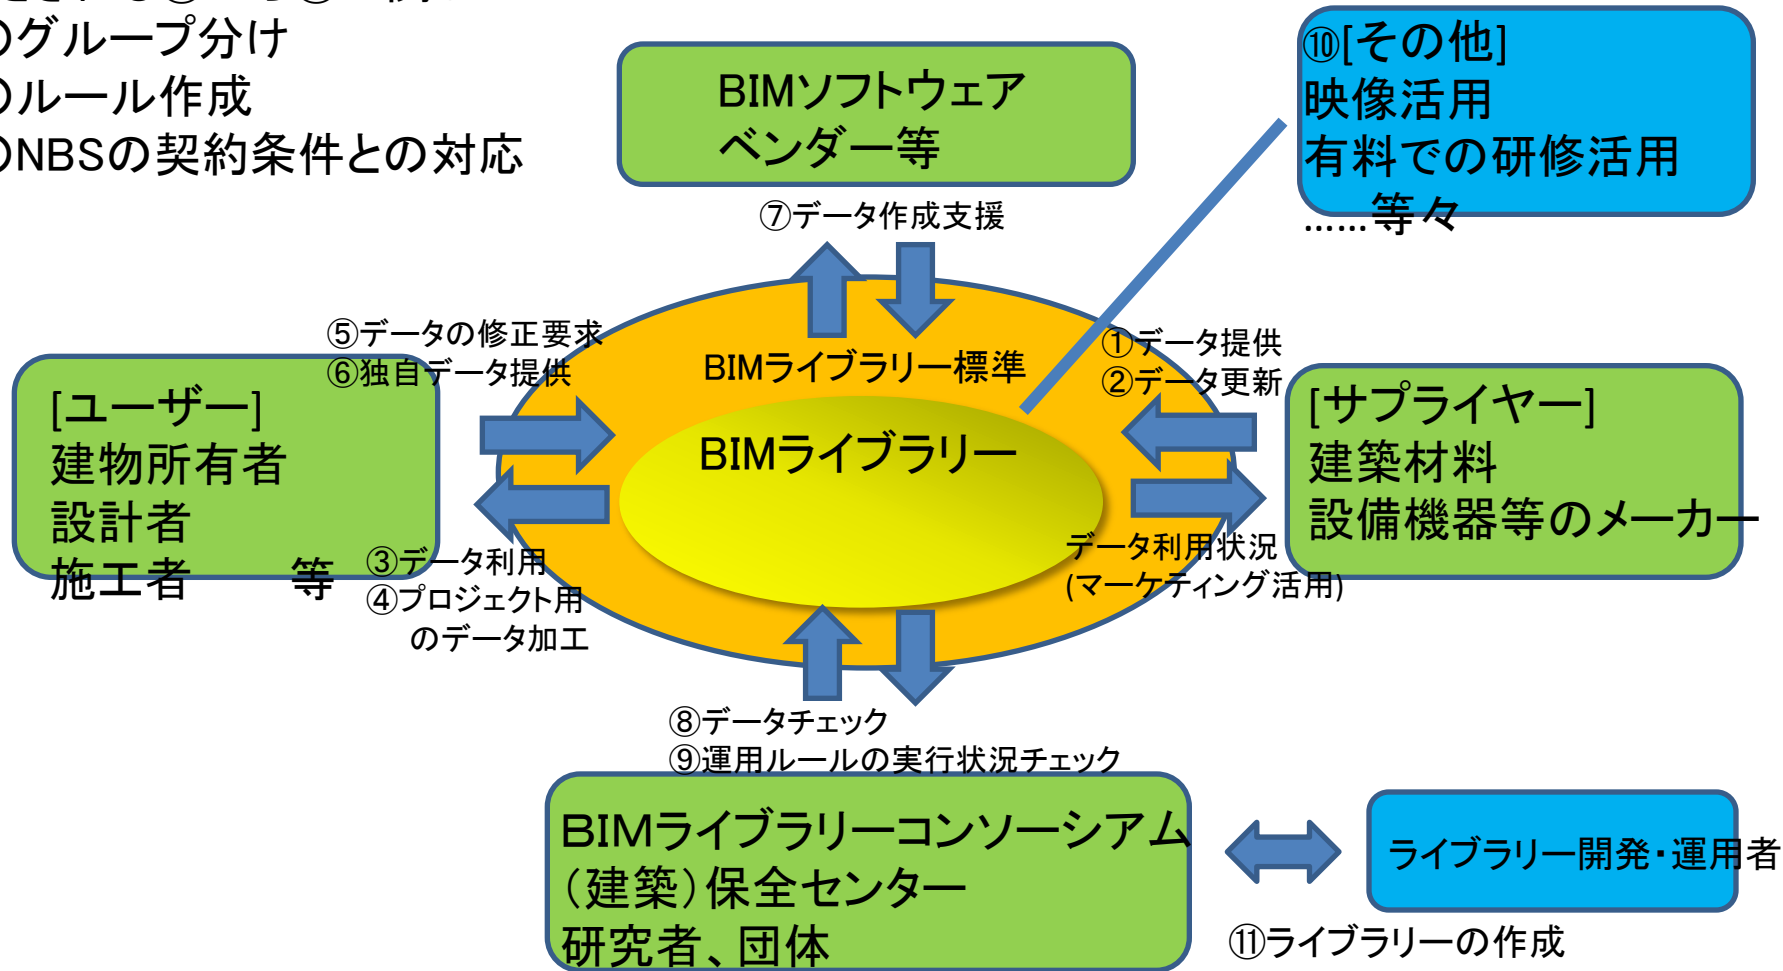 のグループ分け
のルール作成
のNBSの契約条件との対応
BIMソフトウェア
ベンダー等
⑩[その他]
映像活用
有料での研修活用
……等々
⑦データ作成支援
⑤データの修正要求
⑥独自データ提供
BIMライブラリー標準
①データ提供
②データ更新
[ユーザー]
建物所有者
設計者
施工者 等
BIMライブラリー
[サプライヤー]
建築材料
設備機器等のメーカー
③データ利用
④プロジェクト用
のデータ加工
データ利用状況
(マーケティング活用)
⑧データチェック
⑨運用ルールの実行状況チェック
BIMライブラリーコンソーシアム
（建築）保全センター
研究者、団体
ライブラリー開発・運用者
⑪ライブラリーの作成